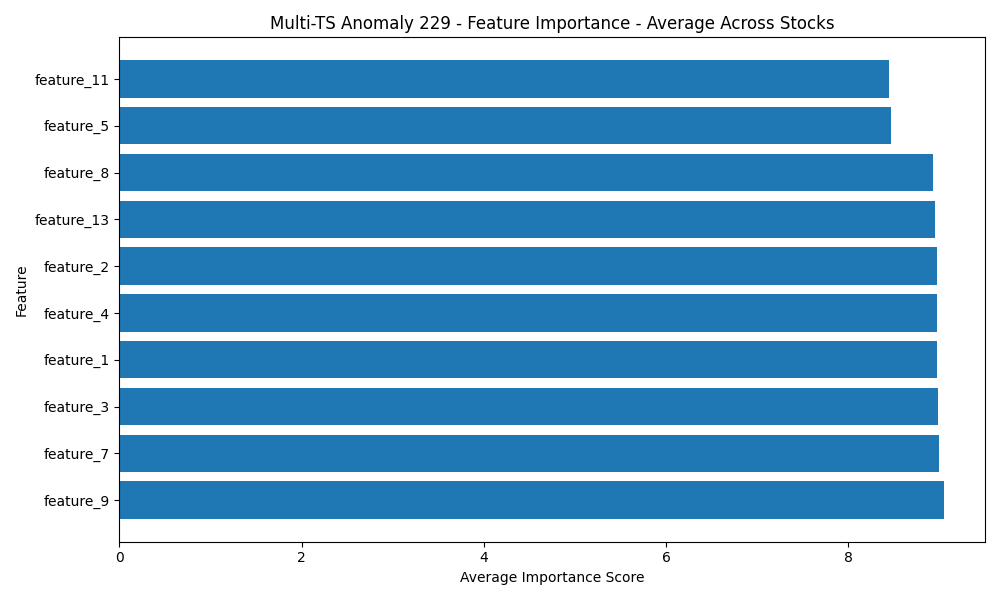 Multi-TS Anomaly 229 - Feature Importance - Average Across Stocks
feature_11
feature_5
feature_8
feature_13
feature_2
feature_4
feature_1
feature_3
feature_7
feature_9
Feature
0 2 4 6 8
Average Importance Score